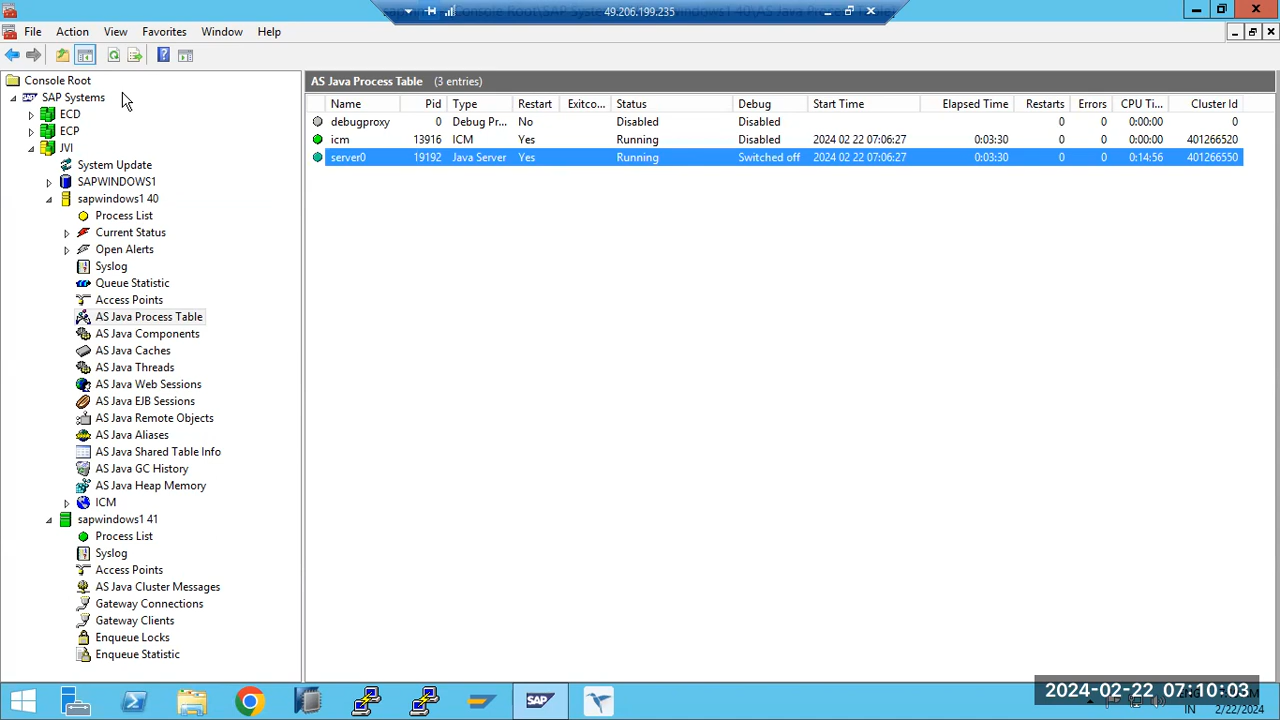 49.206.199.235
File Action View Favorites Window Help
Console Root
SAP Systems
ECD
ECP
JVI
System Update
SAPWINDOWS1
sapwindows1 40
Process List
Current Status
Open Alerts
Syslog
Queue Statistic
Access Points
AS Java Process Table
AS Java Components
AS Java Caches
AS Java Threads
AS Java Web Sessions
AS Java EJB Sessions
AS Java Remote Objects
AS Java Aliases
AS Java Shared Table Info
AS Java GC History
AS Java Heap Memory
ICM
sapwindows1 41
Process List
Syslog
Access Points
AS Java Cluster Messages
Gateway Connections
Gateway Clients
Enqueue Locks
Enqueue Statistic
AS Java Process Table (3 entries)
Name Pid Type Restart Exitco... Status Debug Start Time Elapsed Time Restarts Errors CPU Ti... Cluster Id
debugproxy 0 Debug Pr... No Disabled Disabled 0 0 0:00:00 0
icm 13916 ICM Yes Running Disabled 2024 02 22 07:06:27 0:03:30 0 0 0:00:00 401266520
server0 19192 Java Server Yes Running Switched off 2024 02 22 07:06:27 0:03:30 0 0 0:14:56 401266550
SAP
2024-02-22 07:10:03
IN 2/22/2024